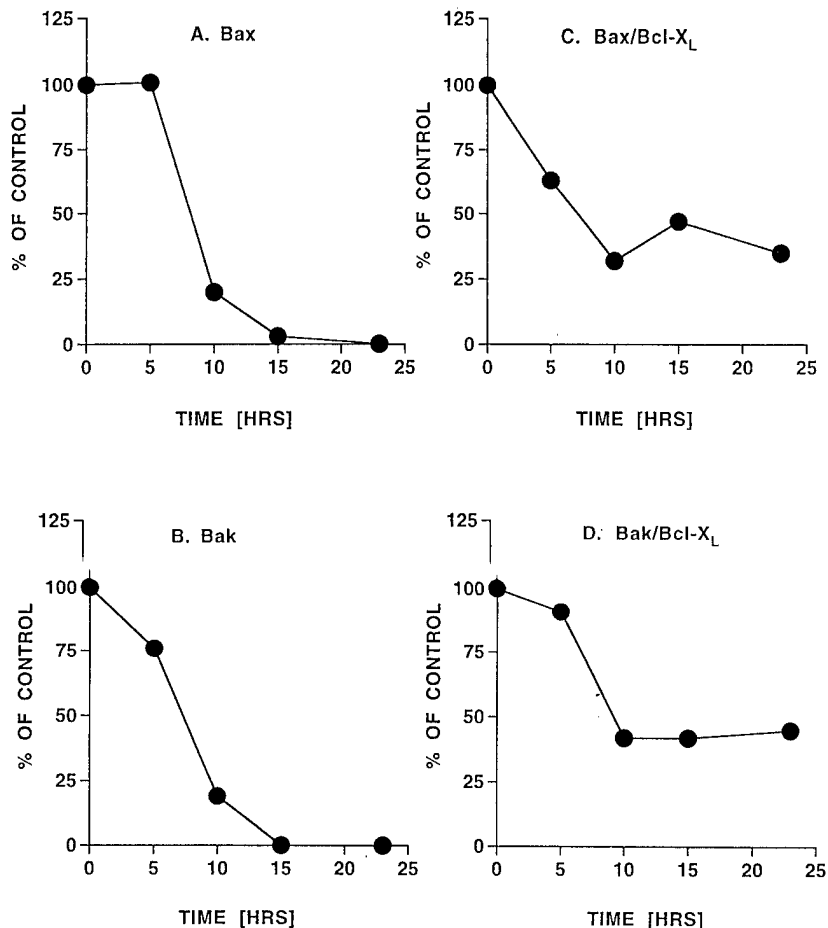 A. Bax
125
100
75
50
25
0
% OF CONTROL
0 5 10 15 20 25
TIME [HRS]
C. Bax/Bcl-XL
125
100
75
50
25
0
% OF CONTROL
0 5 10 15 20 25
TIME [HRS]
B. Bak
125
100
75
50
25
0
% OF CONTROL
0 5 10 15 20 25
TIME [HRS]
D. Bak/Bcl-XL
125
100
75
50
25
0
% OF CONTROL
0 5 10 15 20 25
TIME [HRS]